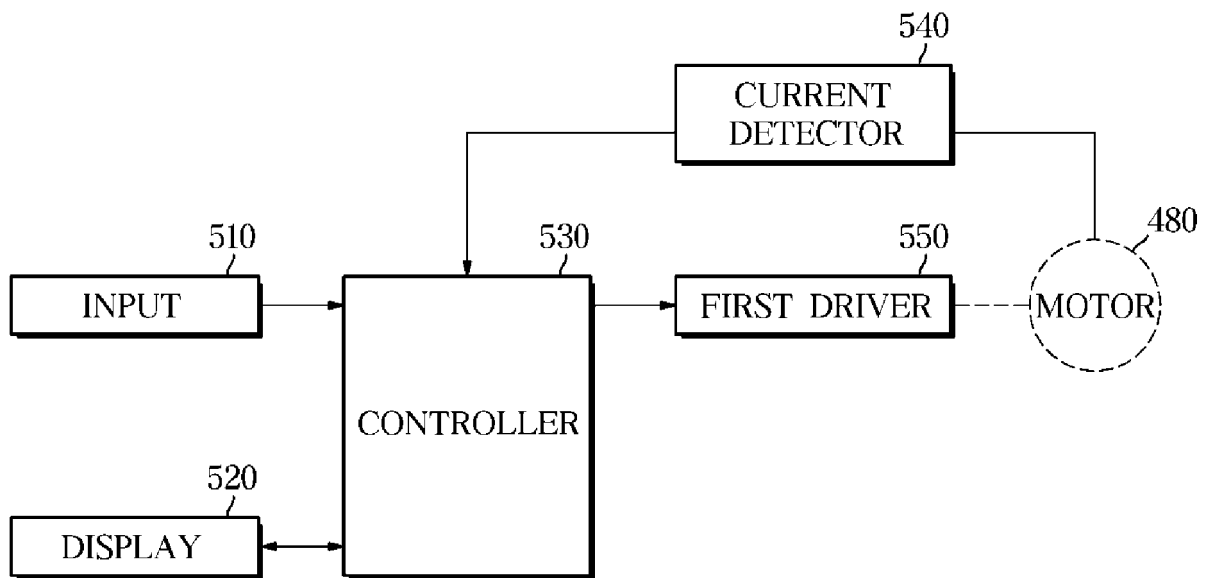 540
CURRENT
DETECTOR
510
530
550
480
INPUT
FIRST DRIVER
MOTOR
CONTROLLER
520
DISPLAY